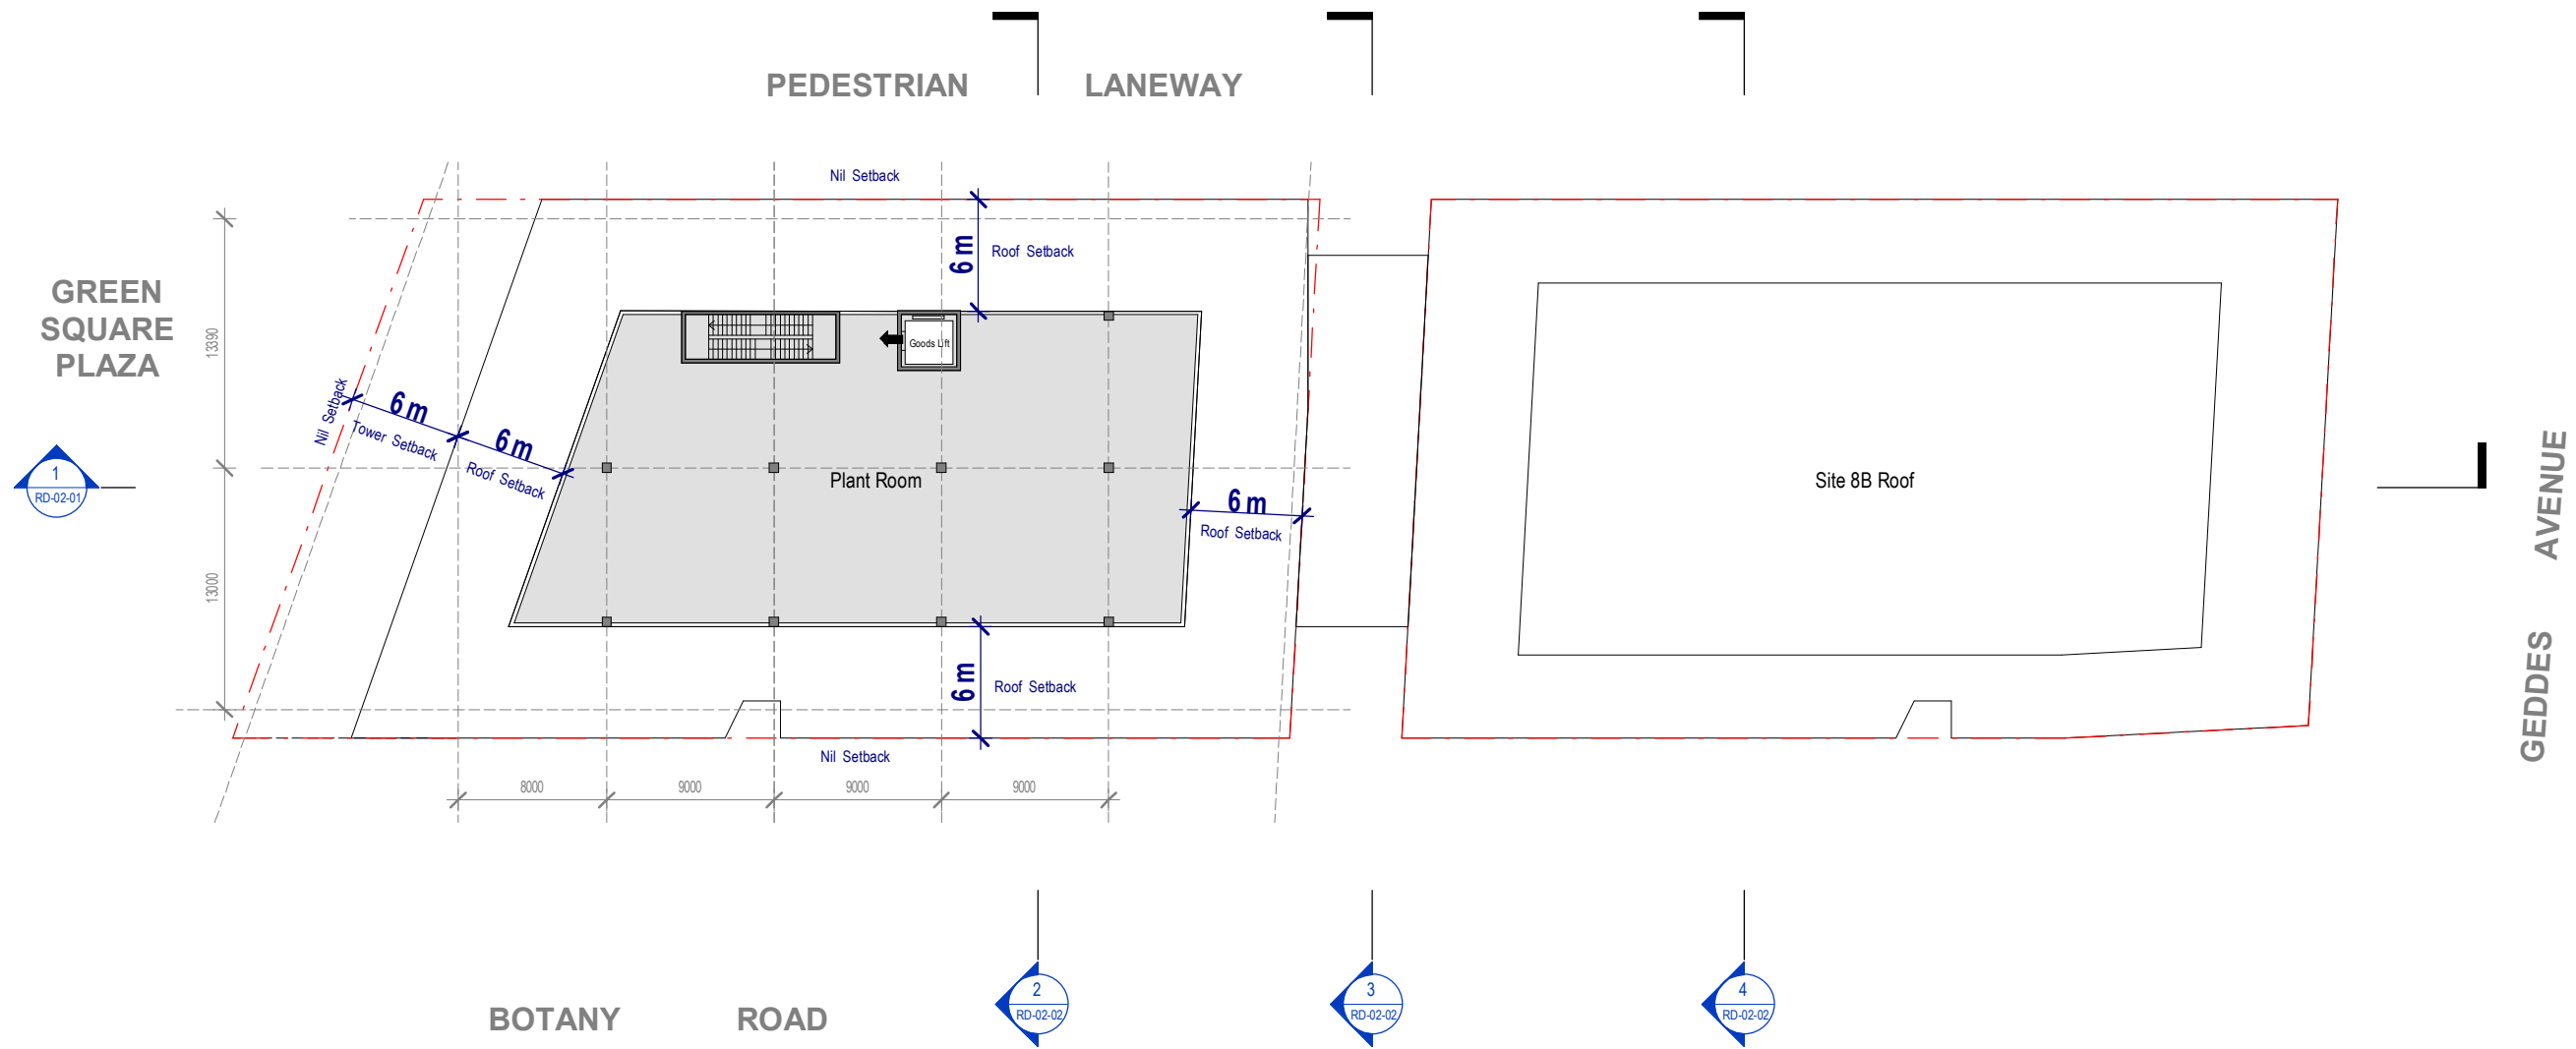 PEDESTRIAN LANEWAY
Nil Setback
6 m
Roof Setback
GREEN
SQUARE
PLAZA
13390
Goods Lift
Nil Setback
6 m
Tower Setback
6 m
Roof Setback
1
RD-02-01
Plant Room
6 m
Roof Setback
Site 8B Roof
GEDDES AVENUE
13000
6 m
Roof Setback
Nil Setback
8000
9000
9000
9000
2
RD-02-02
3
RD-02-02
4
RD-02-02
BOTANY ROAD